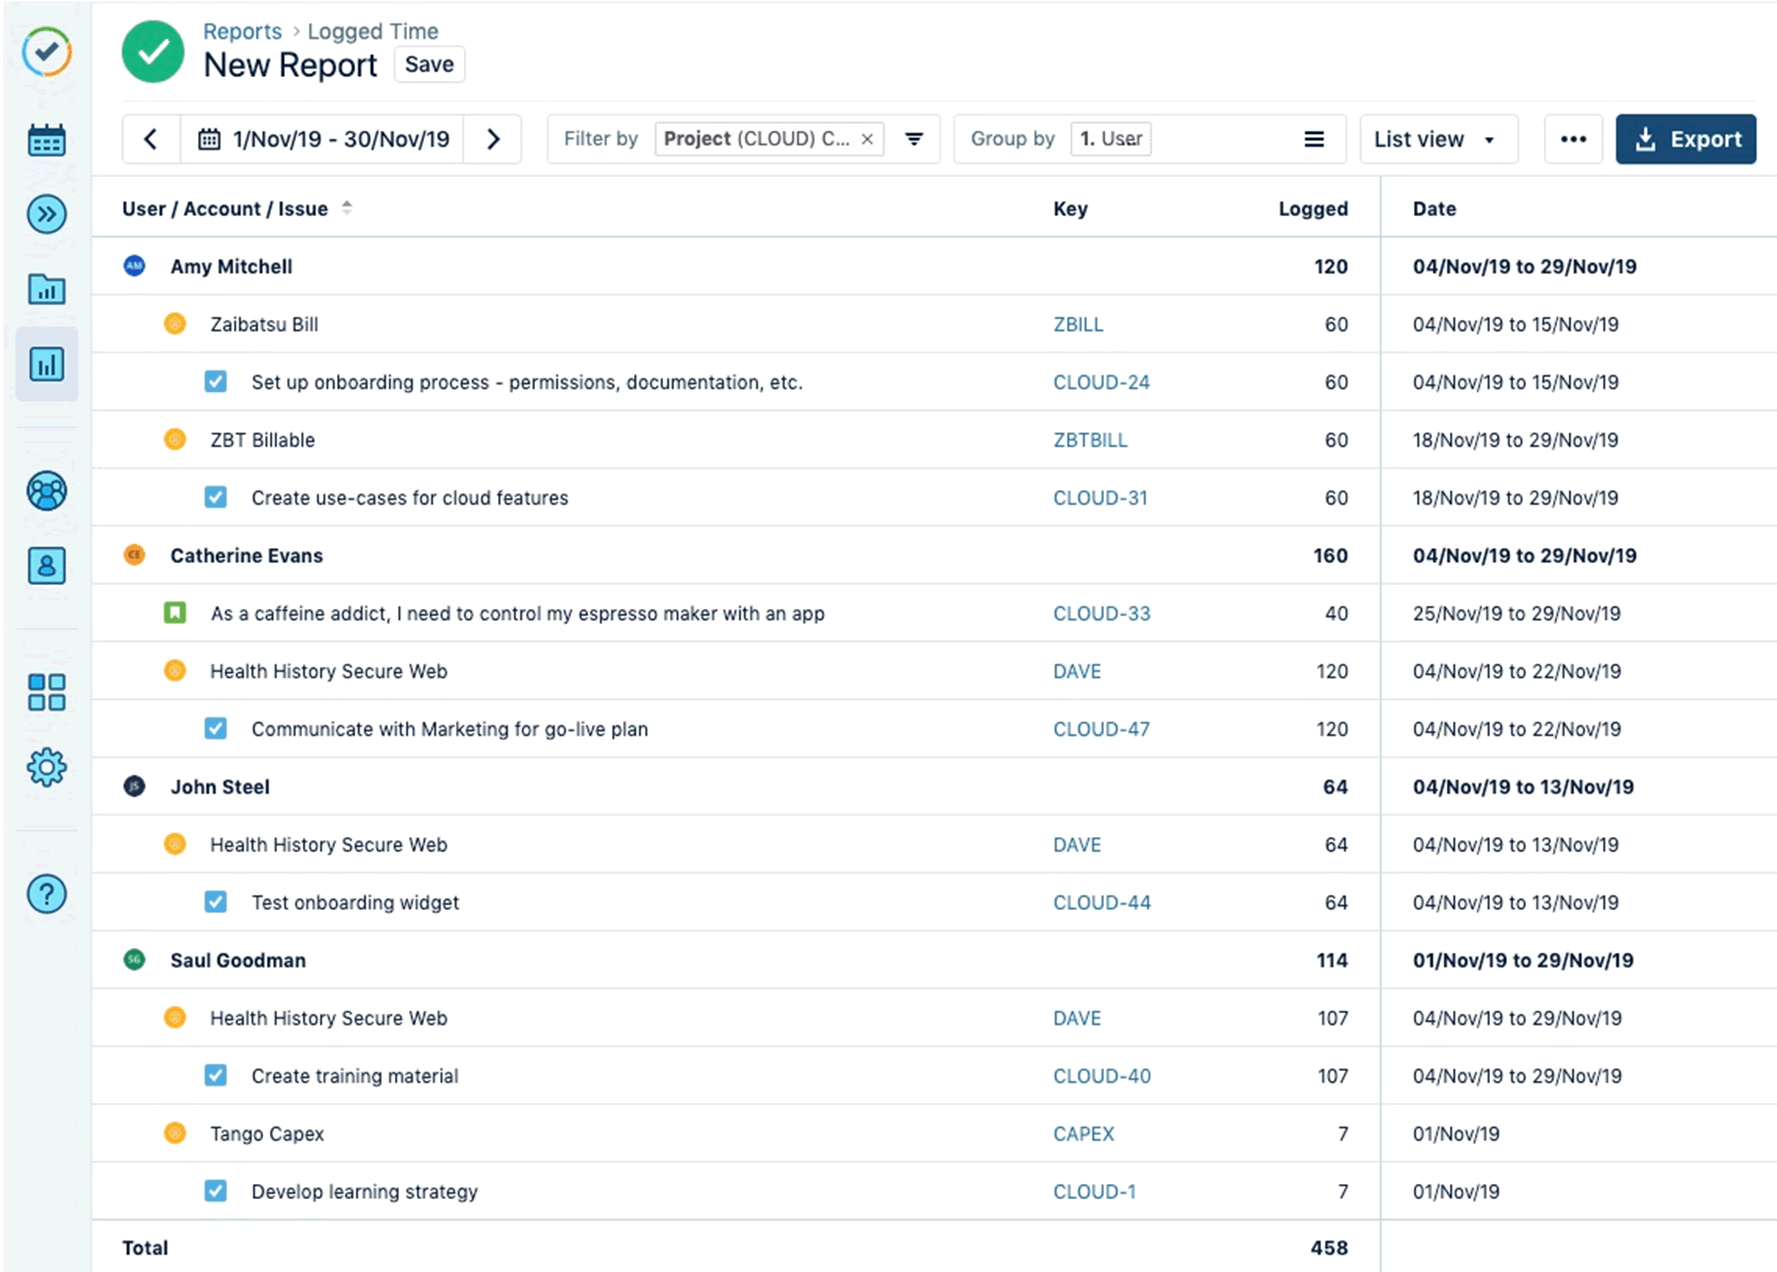 Reports › Logged Time
New Report Save
1/Nov/19 - 30/Nov/19 Filter by Project (CLOUD) C... × Group by 1. User List view ... Export
User / Account / Issue Key Logged Date
AM Amy Mitchell 120 04/Nov/19 to 29/Nov/19
Zaibatsu Bill ZBILL 60 04/Nov/19 to 15/Nov/19
Set up onboarding process - permissions, documentation, etc. CLOUD-24 60 04/Nov/19 to 15/Nov/19
ZBT Billable ZBTBILL 60 18/Nov/19 to 29/Nov/19
Create use-cases for cloud features CLOUD-31 60 18/Nov/19 to 29/Nov/19
CE Catherine Evans 160 04/Nov/19 to 29/Nov/19
As a caffeine addict, I need to control my espresso maker with an app CLOUD-33 40 25/Nov/19 to 29/Nov/19
Health History Secure Web DAVE 120 04/Nov/19 to 22/Nov/19
Communicate with Marketing for go-live plan CLOUD-47 120 04/Nov/19 to 22/Nov/19
JS John Steel 64 04/Nov/19 to 13/Nov/19
Health History Secure Web DAVE 64 04/Nov/19 to 13/Nov/19
Test onboarding widget CLOUD-44 64 04/Nov/19 to 13/Nov/19
SG Saul Goodman 114 01/Nov/19 to 29/Nov/19
Health History Secure Web DAVE 107 04/Nov/19 to 29/Nov/19
Create training material CLOUD-40 107 04/Nov/19 to 29/Nov/19
Tango Capex CAPEX 7 01/Nov/19
Develop learning strategy CLOUD-1 7 01/Nov/19
Total 458